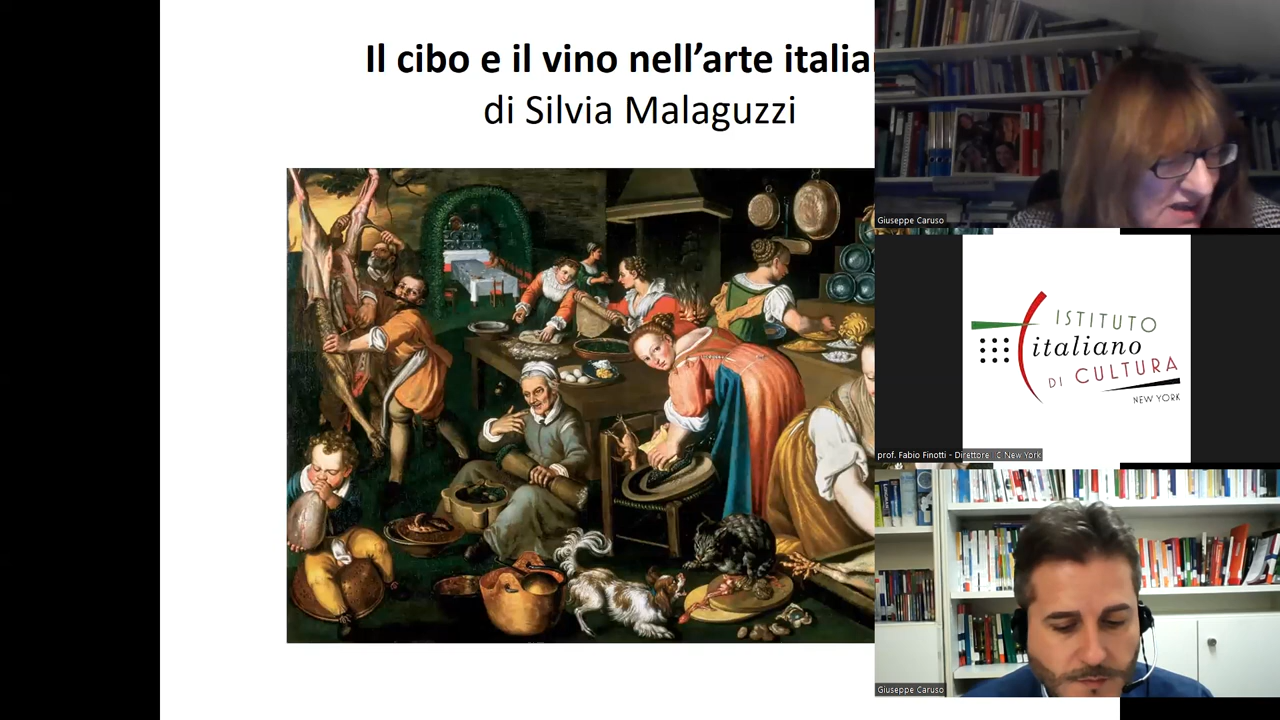 Il cibo e il vino nell’arte italia
di Silvia Malaguzzi
Giuseppe Caruso
ISTITUTO
italiano
DI CULTURA
NEW YORK
prof. Fabio Finotti - Direttore IC New York
Giuseppe Caruso